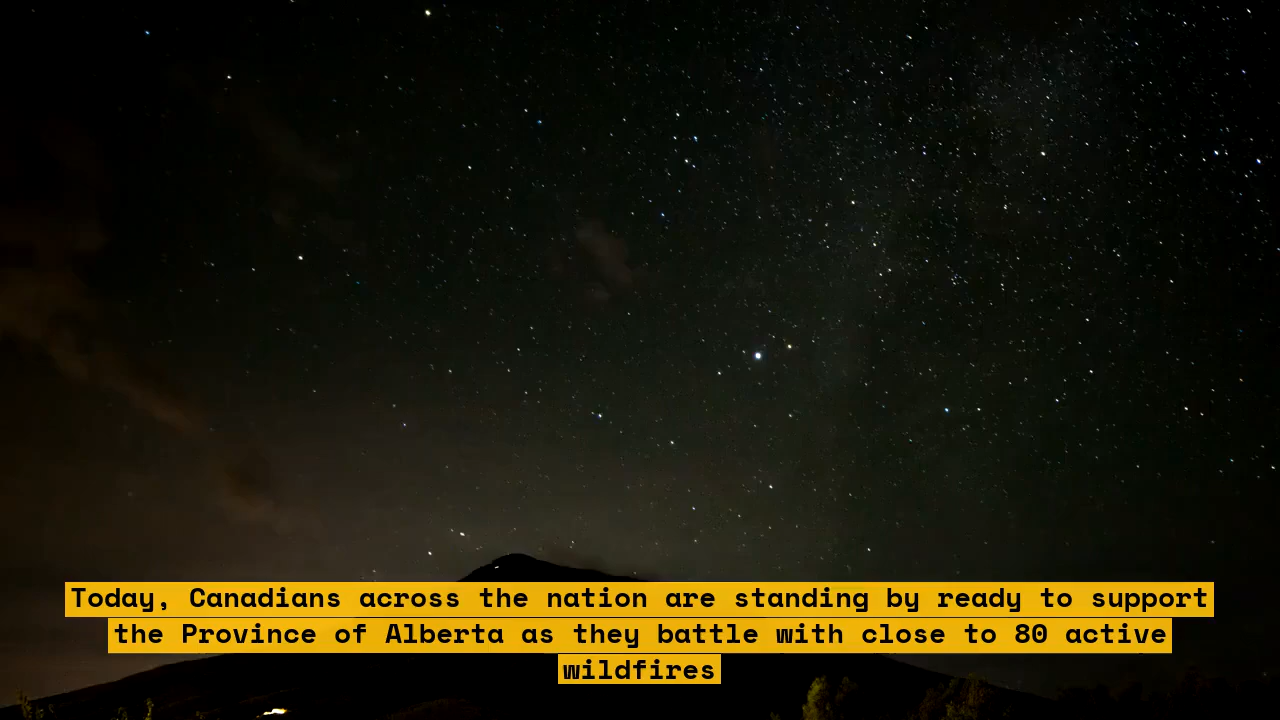 Today, Canadians across the nation are standing by ready to support
the Province of Alberta as they battle with close to 80 active
wildfires